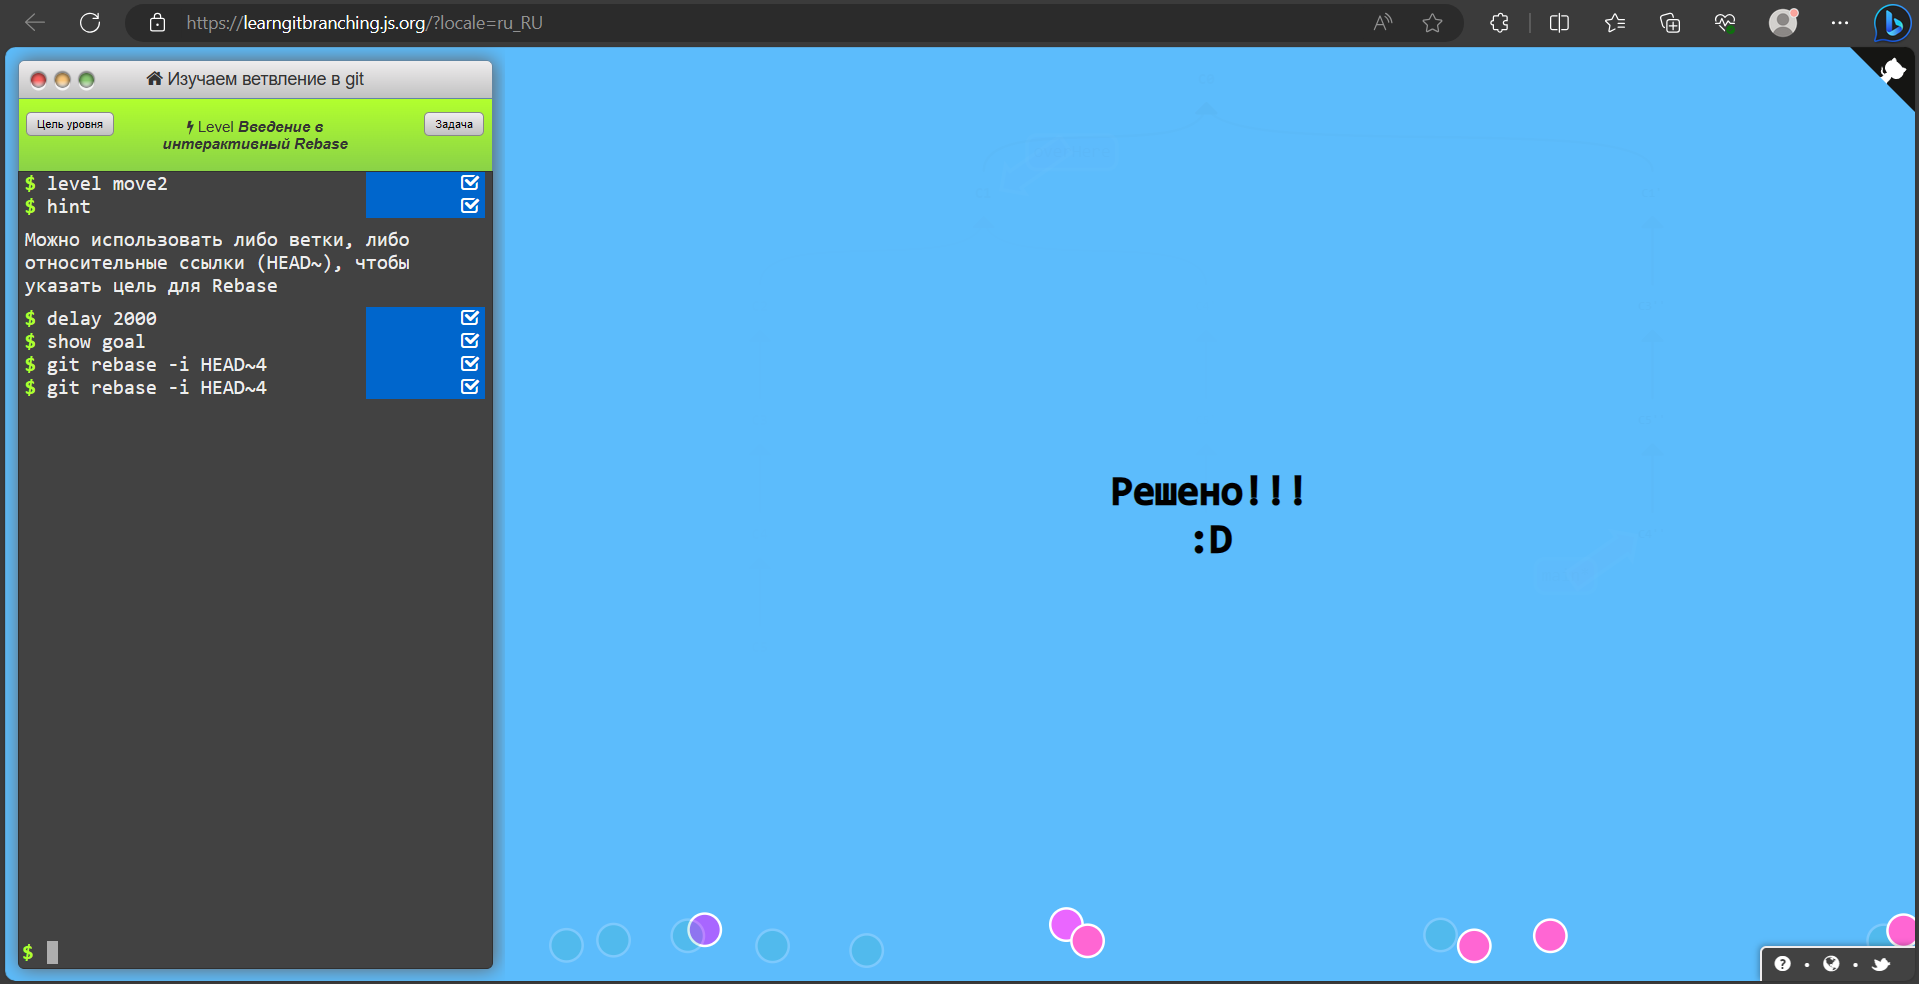 https://learngitbranching.js.org/?locale=ru_RU
Изучаем ветвление в git
Цель уровня
Level Введение в
интерактивный Rebase
Задача
$ level move2
$ hint
Можно использовать либо ветки, либо
относительные ссылки (HEAD~), чтобы
указать цель для Rebase
$ delay 2000
$ show goal
$ git rebase -i HEAD~4
$ git rebase -i HEAD~4
Решено!!!
:D
$